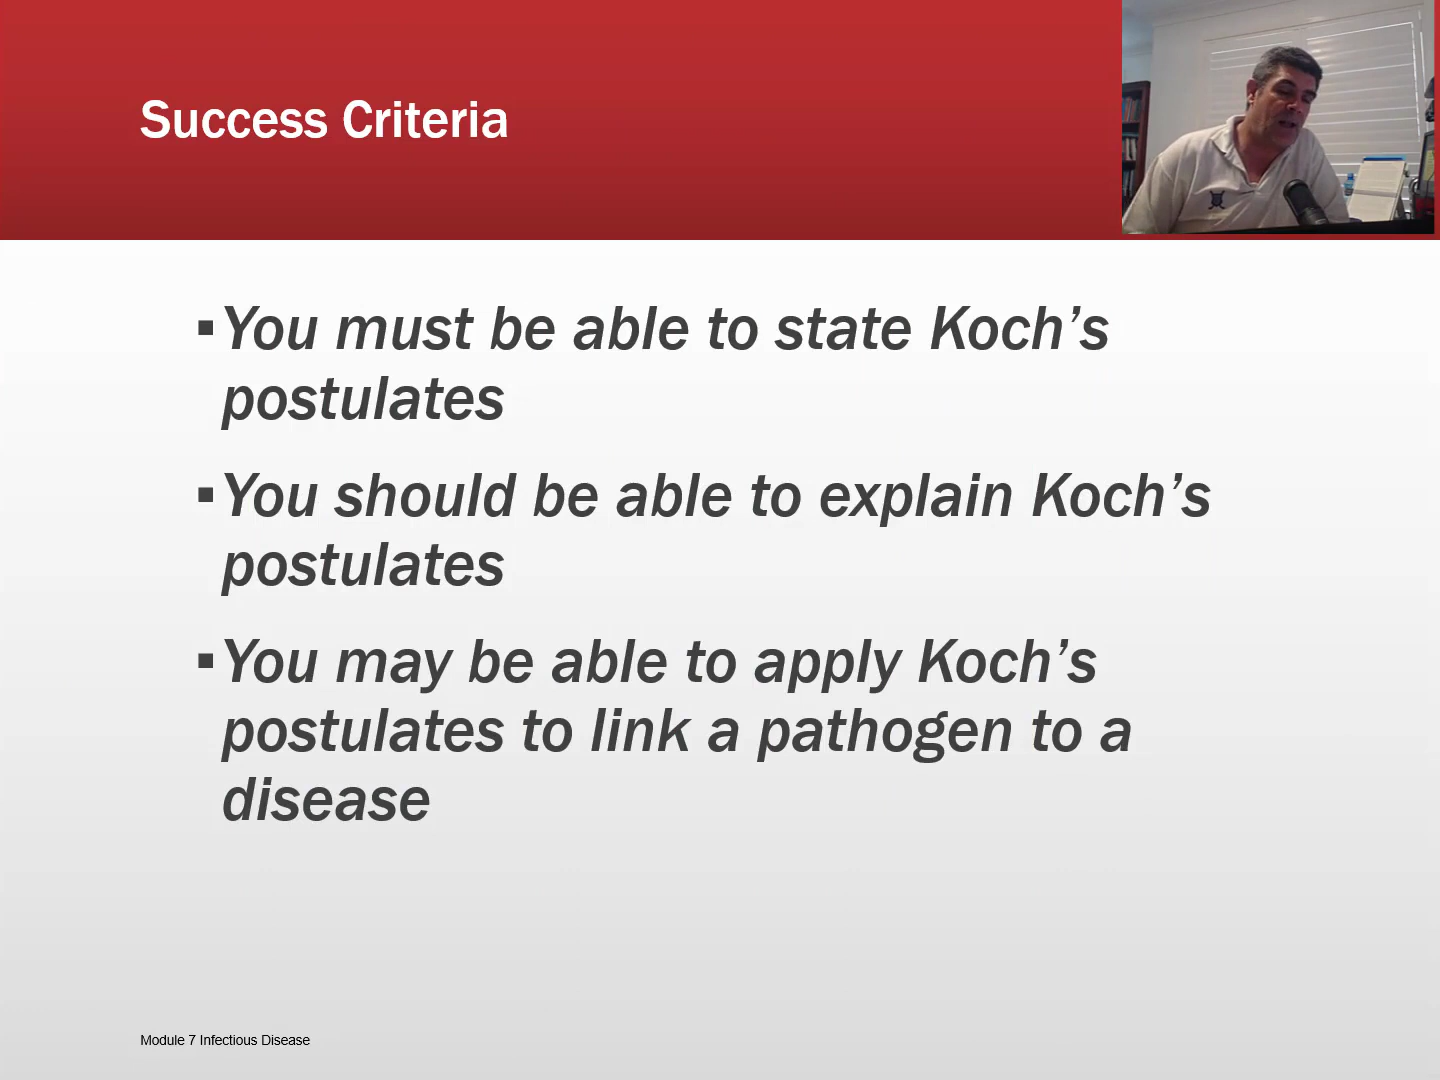 Success Criteria
▪You must be able to state Koch’s
postulates
▪You should be able to explain Koch’s
postulates
▪You may be able to apply Koch’s
postulates to link a pathogen to a
disease
Module 7 Infectious Disease